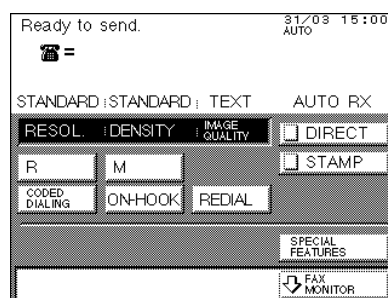 Ready to send.
31/03 15:00
AUTO
=
STANDARD STANDARD TEXT
AUTO RX
RESOL. DENSITY IMAGE QUALITY
DIRECT
STAMP
R
M
CODED DIALING
ON-HOOK
REDIAL
SPECIAL FEATURES
FAX MONITOR